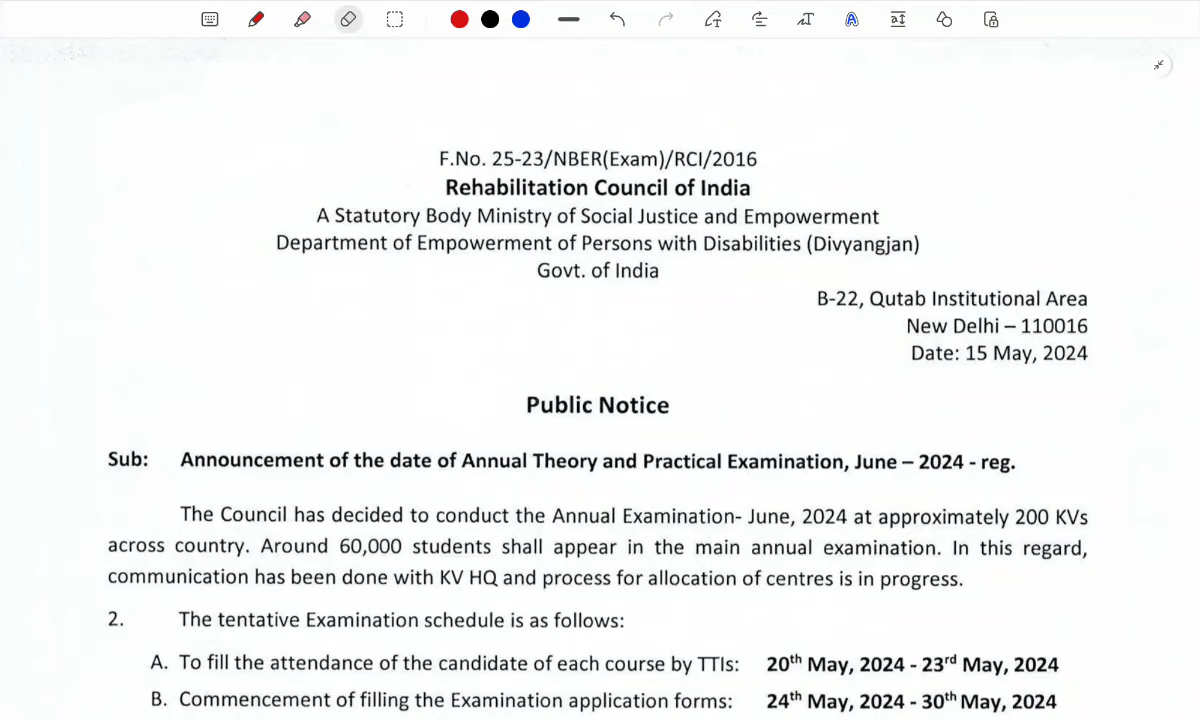 F.No. 25-23/NBER(Exam)/RCI/2016
Rehabilitation Council of India
A Statutory Body Ministry of Social Justice and Empowerment
Department of Empowerment of Persons with Disabilities (Divyangjan)
Govt. of India
B-22, Qutab Institutional Area
New Delhi – 110016
Date: 15 May, 2024
Public Notice
Sub: Announcement of the date of Annual Theory and Practical Examination, June – 2024 - reg.
The Council has decided to conduct the Annual Examination- June, 2024 at approximately 200 KVs
across country. Around 60,000 students shall appear in the main annual examination. In this regard,
communication has been done with KV HQ and process for allocation of centres is in progress.
2. The tentative Examination schedule is as follows:
A. To fill the attendance of the candidate of each course by TTIs: 20th May, 2024 - 23rd May, 2024
B. Commencement of filling the Examination application forms: 24th May, 2024 - 30th May, 2024